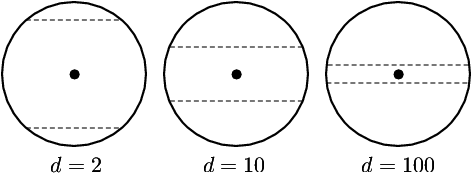 d = 2 d = 10 d = 100